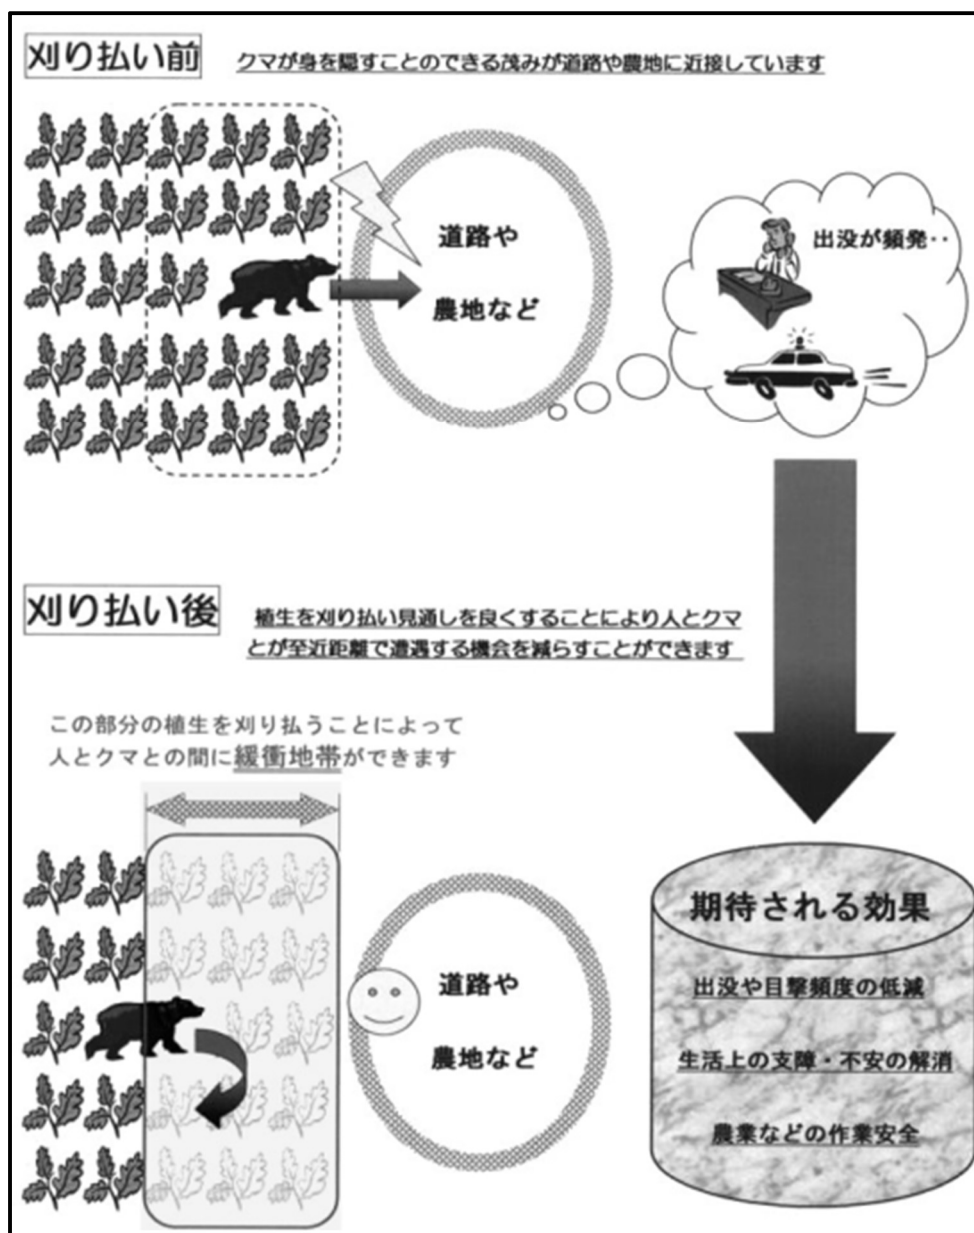 刈り払い前
クマが身を隠すことのできる茂みが道路や農地に近接しています
道路や
農地など
出没が頻発‥
刈り払い後
植生を刈り払い見通しを良くすることにより人とクマ
とが至近距離で遭遇する機会を減らすことができます
この部分の植生を刈り払うことによって
人とクマとの間に緩衝地帯ができます
道路や
農地など
期待される効果
出没や目撃頻度の低減
生活上の支障・不安の解消
農業などの作業安全